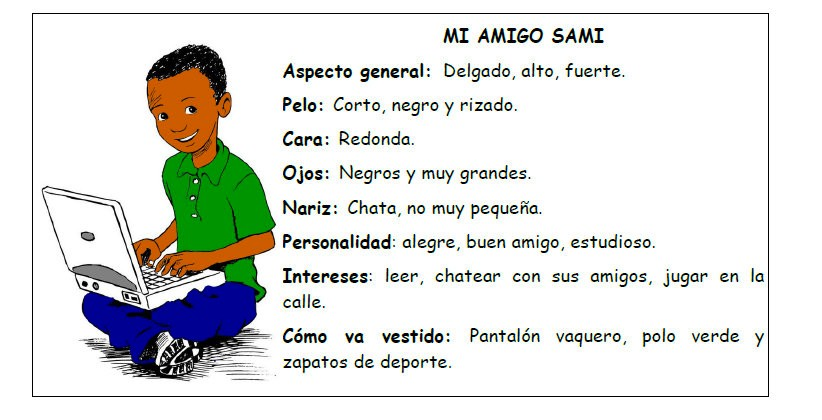 MI AMIGO SAMI
Aspecto general: Delgado, alto, fuerte.
Pelo: Corto, negro y rizado.
Cara: Redonda.
Ojos: Negros y muy grandes.
Nariz: Chata, no muy pequeña.
Personalidad: alegre, buen amigo, estudioso.
Intereses: leer, chatear con sus amigos, jugar en la
calle.
Cómo va vestido: Pantalón vaquero, polo verde y
zapatos de deporte.